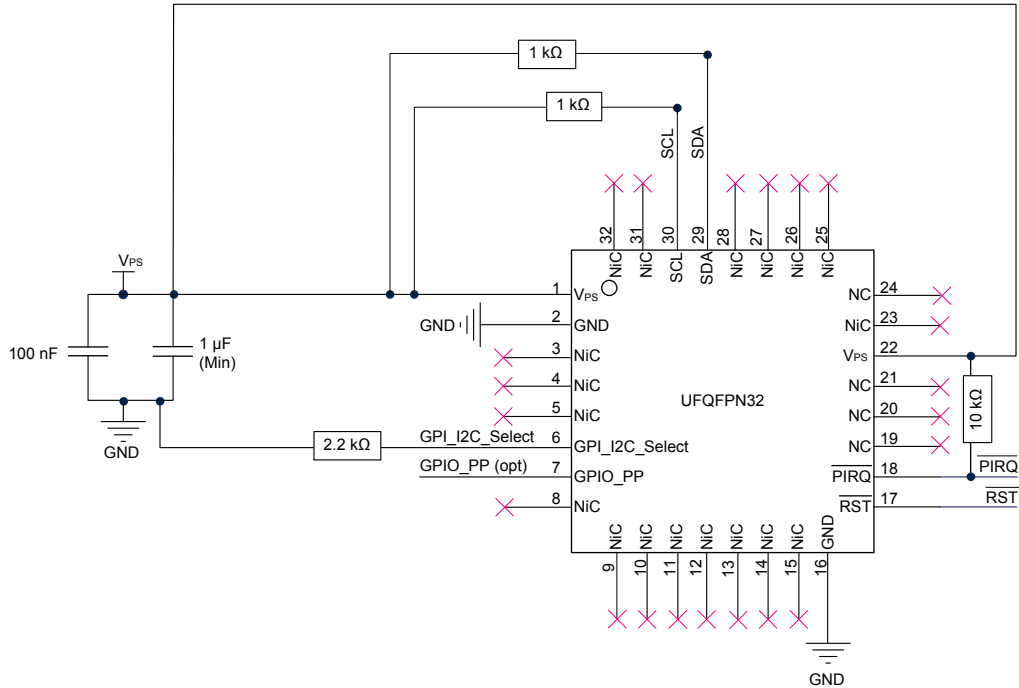 1 kΩ
1 kΩ
SCL
SDA
32
31
30
29
28
27
26
25
NiC
NiC
SCL
SDA
NiC
NiC
NiC
NiC
VPS
100 nF
1 µF
(Min)
GND
GND
2.2 kΩ
GPI_I2C_Select
GPIO_PP (opt)
1
VPS
2
GND
3
NiC
4
NiC
5
NiC
6
GPI_I2C_Select
7
GPIO_PP
8
NiC
UFQFPN32
NC
24
NiC
23
VPS
22
NC
21
NC
20
NC
19
PIRQ
18
RST
17
10 kΩ
PIRQ
RST
NiC
NiC
NiC
NiC
NiC
NiC
NiC
GND
9
10
11
12
13
14
15
16
GND